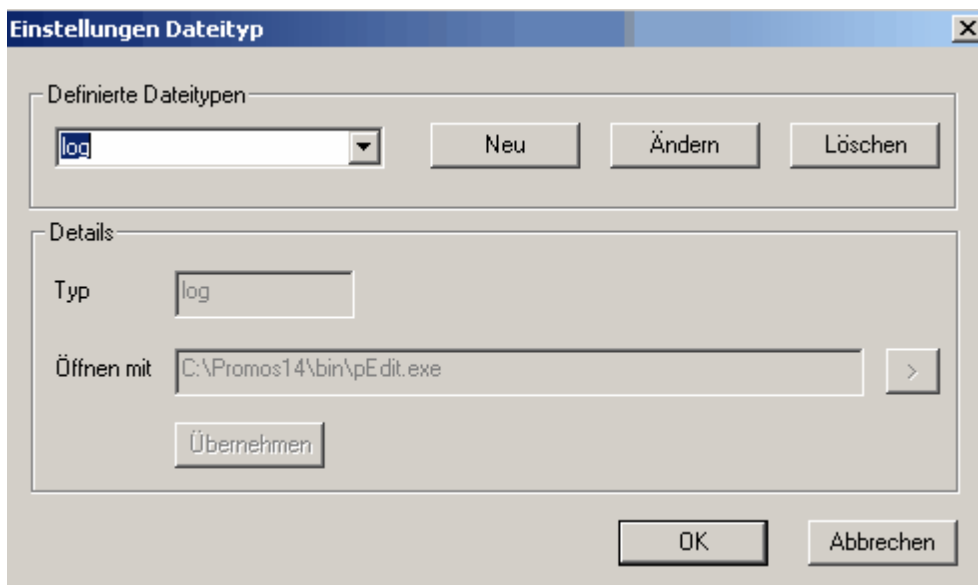 Einstellungen Dateityp
Definierte Dateitypen
log Neu Ändern Löschen
Details
Typ log
Öffnen mit C:\Promos14\bin\pEdit.exe >
Übernehmen
OK Abbrechen